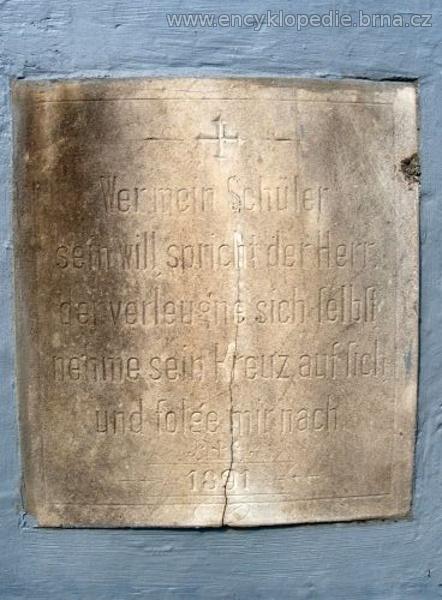 www.encyklopedie.brna.cz
Wer mein Schüler
sein will, spricht der Herr,
der verleugne sich selbst
nehme sein Kreuz auf sich
und folge mir nach
1891